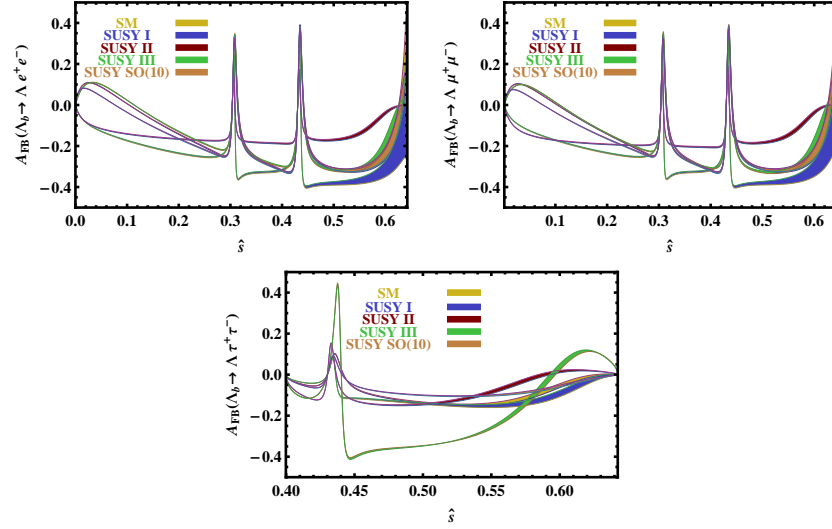 A_FB(Λ_b→ Λ e⁺e⁻)
0.4
0.2
0.0
−0.2
−0.4
SM
SUSY I
SUSY II
SUSY III
SUSY SO(10)
0.0 0.1 0.2 0.3 0.4 0.5 0.6
ŝ
A_FB(Λ_b→ Λ μ⁺μ⁻)
0.4
0.2
0.0
−0.2
−0.4
SM
SUSY I
SUSY II
SUSY III
SUSY SO(10)
0.1 0.2 0.3 0.4 0.5 0.6
ŝ
A_FB(Λ_b→ Λ τ⁺τ⁻)
0.4
0.2
0.0
−0.2
−0.4
SM
SUSY I
SUSY II
SUSY III
SUSY SO(10)
0.40 0.45 0.50 0.55 0.60
ŝ